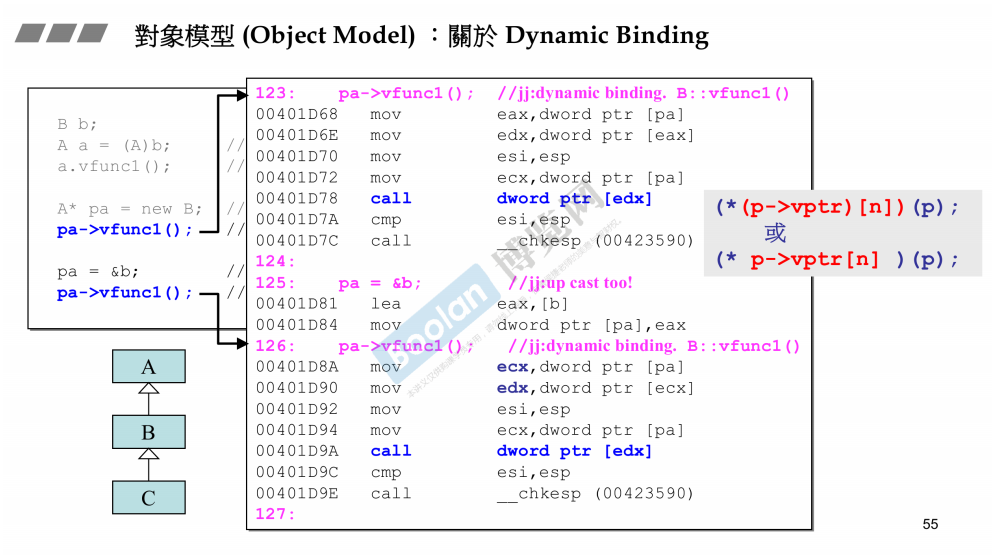 對象模型 (Object Model) ：關於 Dynamic Binding
B b;
A a = (A)b; //
a.vfunc1(); //
A* pa = new B; //
pa->vfunc1(); //
pa = &b; //
pa->vfunc1(); //
123: pa->vfunc1(); //jj:dynamic binding. B::vfunc1()
00401D68 mov eax,dword ptr [pa]
00401D6E mov edx,dword ptr [eax]
00401D70 mov esi,esp
00401D72 mov ecx,dword ptr [pa]
00401D78 call dword ptr [edx]
00401D7A cmp esi,esp
00401D7C call __chkesp (00423590)
124:
125: pa = &b; //jj:up cast too!
00401D81 lea eax,[b]
00401D84 mov dword ptr [pa],eax
126: pa->vfunc1(); //jj:dynamic binding. B::vfunc1()
00401D8A mov ecx,dword ptr [pa]
00401D90 mov edx,dword ptr [ecx]
00401D92 mov esi,esp
00401D94 mov ecx,dword ptr [pa]
00401D9A call dword ptr [edx]
00401D9C cmp esi,esp
00401D9E call __chkesp (00423590)
127:
(*(p->vptr)[n])(p);
或
(* p->vptr[n] )(p);
A
B
C
boolan
博览网
55